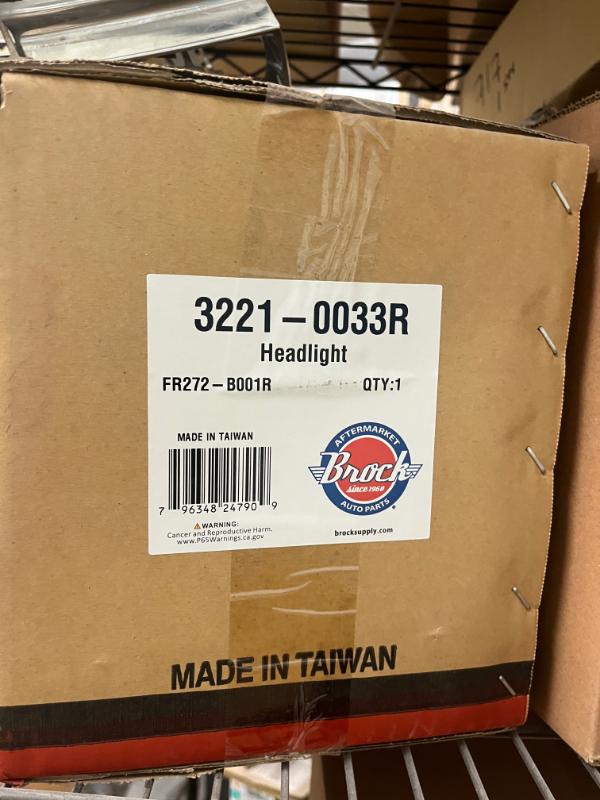 3221-0033R
Headlight
FR272-B001R QTY:1
MADE IN TAIWAN
7 96348 24790 9
AFTERMARKET
Brock
since 1968
AUTO PARTS
WARNING:
Cancer and Reproductive Harm.
www.P65Warnings.ca.gov
brocksupply.com
MADE IN TAIWAN